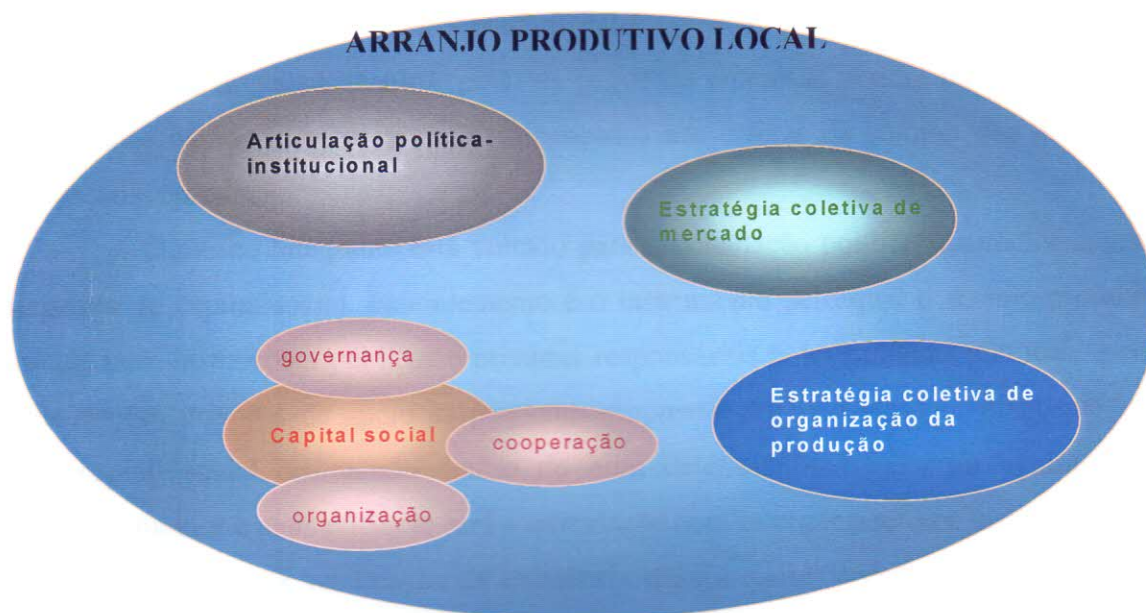 ARRANJO PRODUTIVO LOCAL
Articulação política-
institucional
Estratégia coletiva de
mercado
governança
Capital social
cooperação
organização
Estratégia coletiva de
organização da
produção